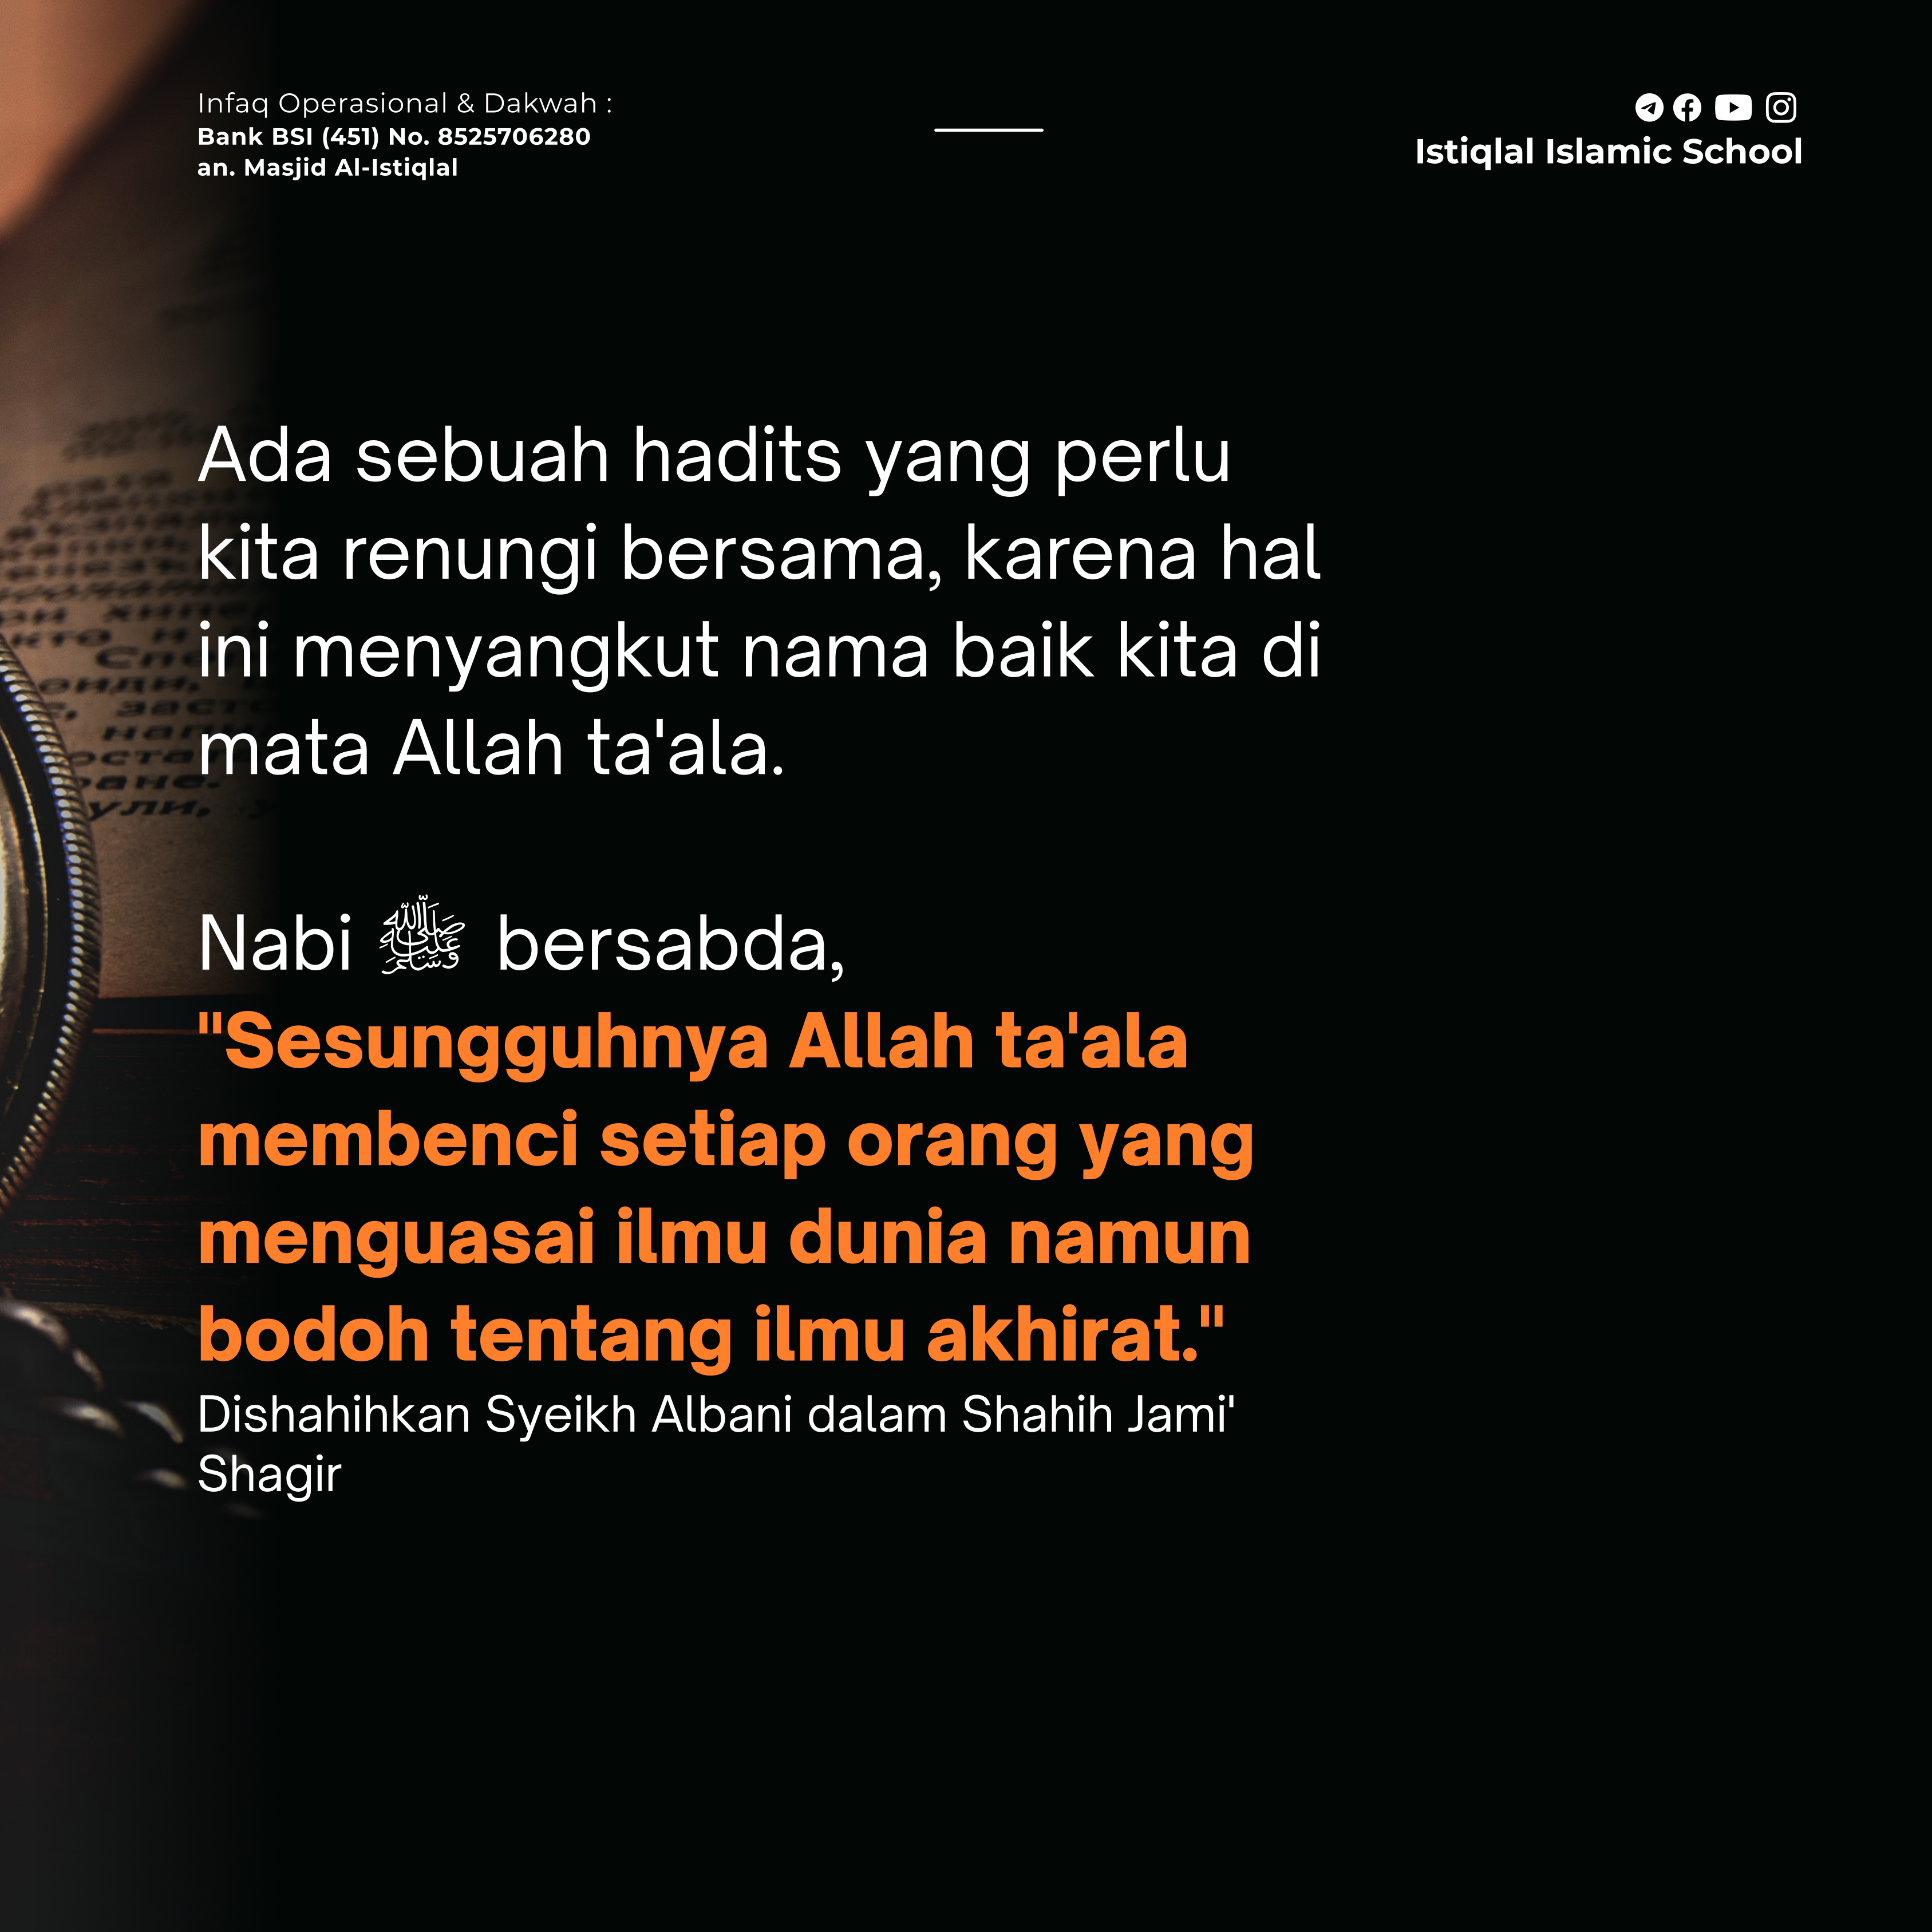 Infaq Operasional & Dakwah :
Bank BSI (451) No. 8525706280
an. Masjid Al-Istiqlal
Istiqlal Islamic School
Ada sebuah hadits yang perlu
kita renungi bersama, karena hal
ini menyangkut nama baik kita di
mata Allah ta'ala.
Nabi ﷺ bersabda,
"Sesungguhnya Allah ta'ala
membenci setiap orang yang
menguasai ilmu dunia namun
bodoh tentang ilmu akhirat."
Dishahihkan Syeikh Albani dalam Shahih Jami'
Shagir